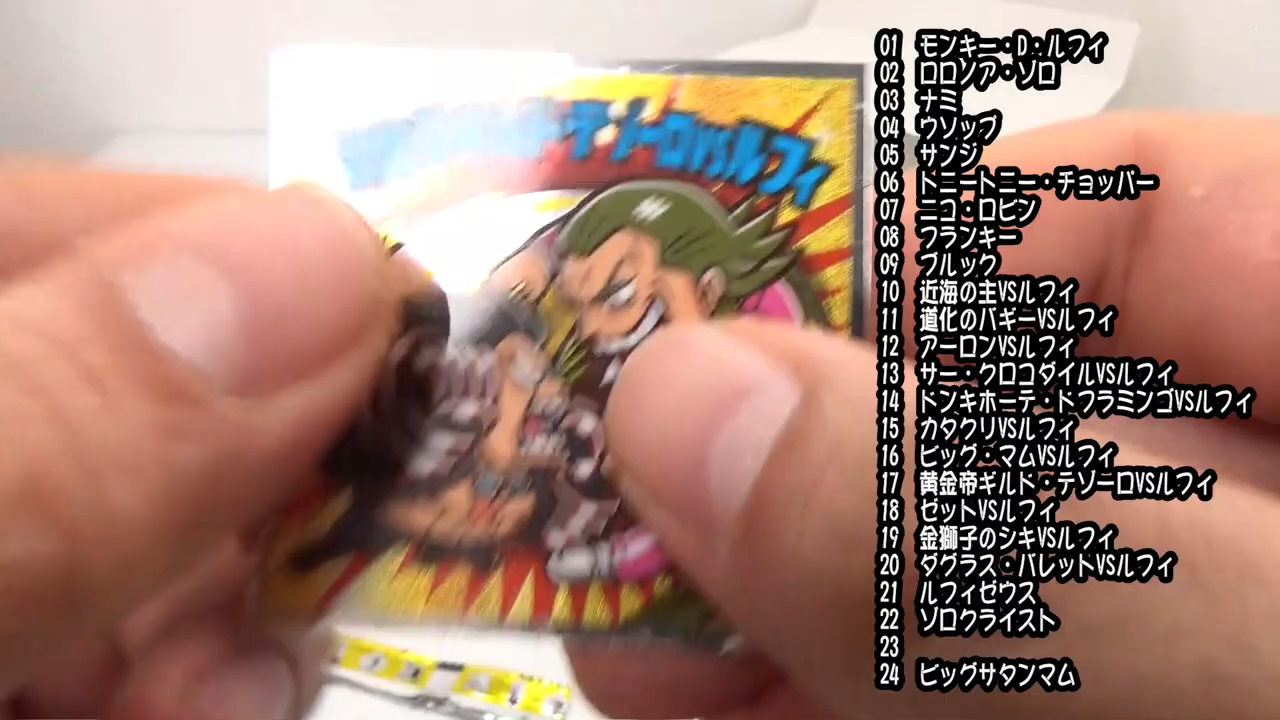 テゾーロVSルフィ
01 モンキー・D・ルフィ
02 ロロノア・ゾロ
03 ナミ
04 ウソップ
05 サンジ
06 トニートニー・チョッパー
07 ニコ・ロビン
08 フランキー
09 ブルック
10 近海の主VSルフィ
11 道化のバギーVSルフィ
12 アーロンVSルフィ
13 サー・クロコダイルVSルフィ
14 ドンキホーテ・ドフラミンゴVSルフィ
15 カタクリVSルフィ
16 ビッグ・マムVSルフィ
17 黄金帝ギルド・テゾーロVSルフィ
18 ゼットVSルフィ
19 金獅子のシキVSルフィ
20 ダグラス・バレットVSルフィ
21 ルフィゼウス
22 ゾロクライスト
23
24 ビッグサタンマム